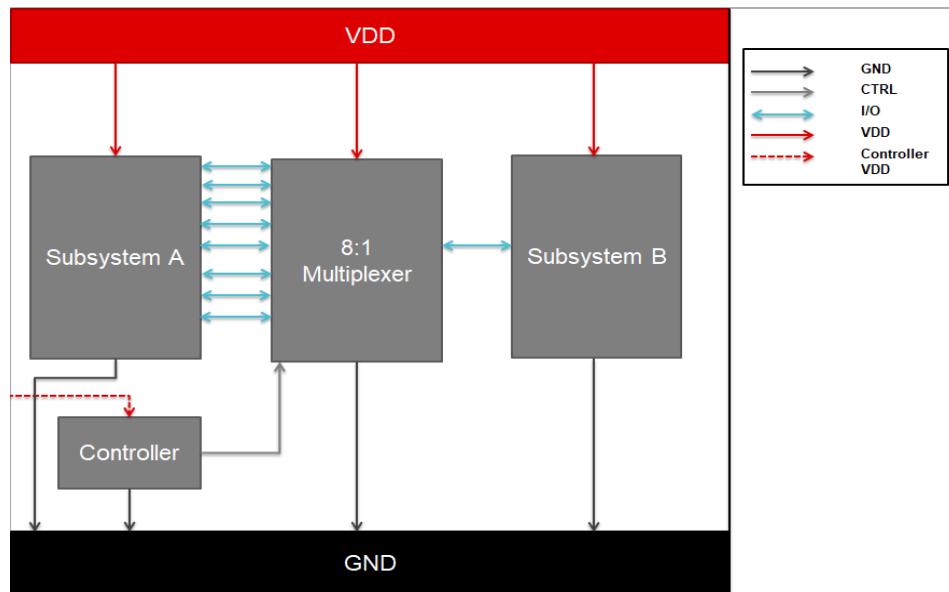 VDD
GND
CTRL
I/O
VDD
Controller
VDD
Subsystem A
8:1
Multiplexer
Subsystem B
Controller
GND